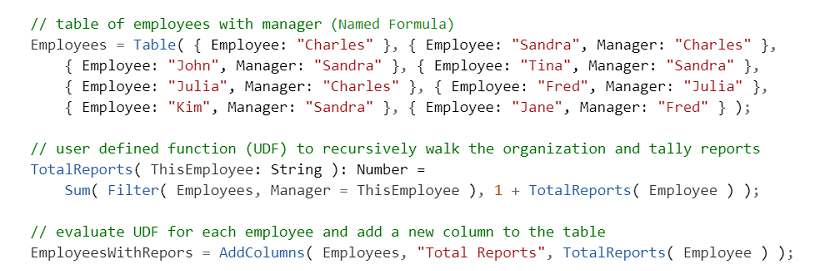 // table of employees with manager (Named Formula)
Employees = Table( { Employee: "Charles" }, { Employee: "Sandra", Manager: "Charles" },
{ Employee: "John", Manager: "Sandra" }, { Employee: "Tina", Manager: "Sandra" },
{ Employee: "Julia", Manager: "Charles" }, { Employee: "Fred", Manager: "Julia" },
{ Employee: "Kim", Manager: "Sandra" }, { Employee: "Jane", Manager: "Fred" } );
// user defined function (UDF) to recursively walk the organization and tally reports
TotalReports( ThisEmployee: String ): Number =
Sum( Filter( Employees, Manager = ThisEmployee ), 1 + TotalReports( Employee ) );
// evaluate UDF for each employee and add a new column to the table
EmployeesWithRepors = AddColumns( Employees, "Total Reports", TotalReports( Employee ) );